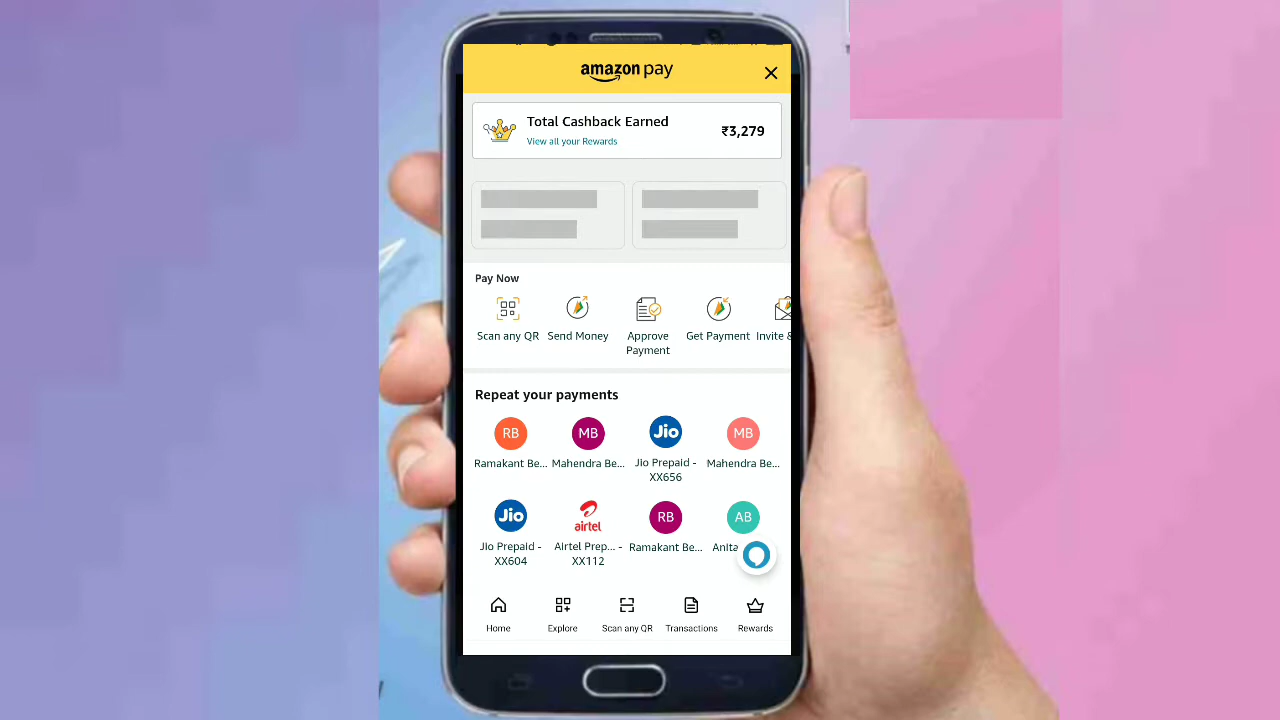 amazon pay
Total Cashback Earned
View all your Rewards
₹3,279
Pay Now
Scan any QR
Send Money
Approve
Payment
Get Payment
Invite &
Repeat your payments
RB
MB
Jio
MB
Ramakant Be...
Mahendra Be...
Jio Prepaid -
XX656
Mahendra Be...
Jio
airtel
RB
AB
Jio Prepaid -
XX604
Airtel Prep... -
XX112
Ramakant Be...
Anita
Home
Explore
Scan any QR
Transactions
Rewards